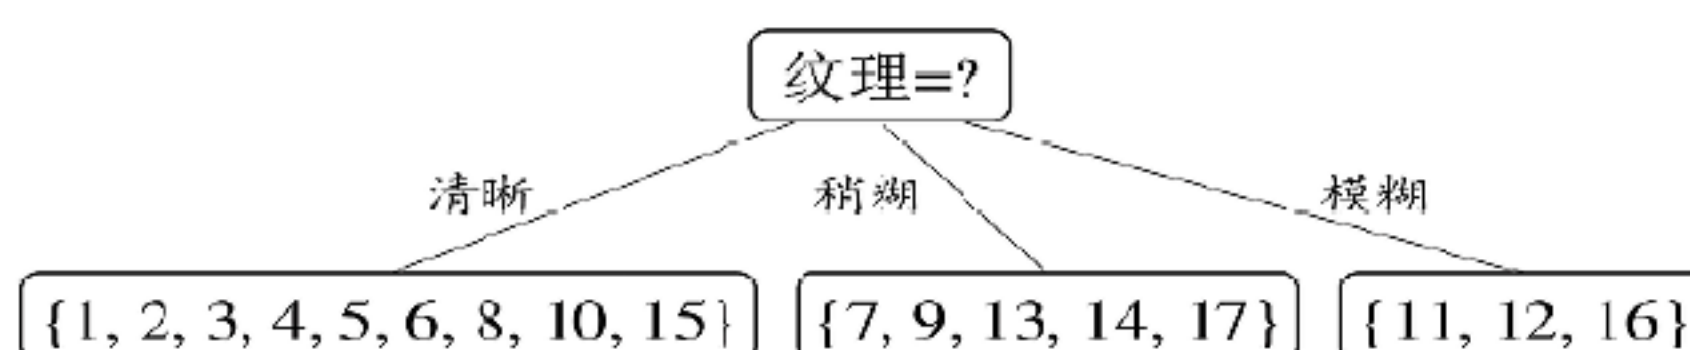 纹理=?
清晰 稍糊 模糊
{1, 2, 3, 4, 5, 6, 8, 10, 15} {7, 9, 13, 14, 17} {11, 12, 16}